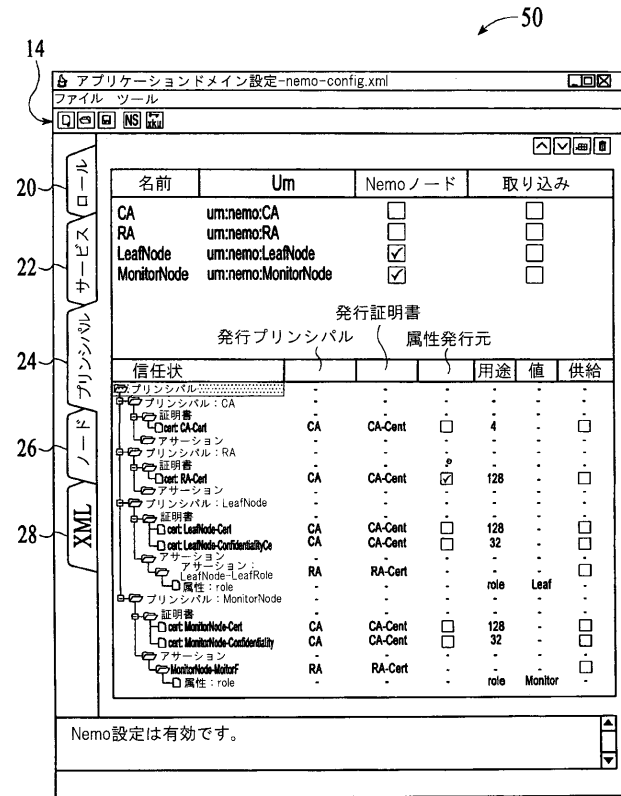 50
14
アプリケーションドメイン設定-nemo-config.xml
ファイル ツール
NS xku
20 ロール
22 サービス
24 プリンシパル
26 ノード
28 XML
名前 Urn Nemoノード 取り込み
CA urn:nemo:CA
RA urn:nemo:RA
LeafNode urn:nemo:LeafNode
MonitorNode urn:nemo:MonitorNode
発行証明書
発行プリンシパル 属性発行元
信任状 用途 値 供給
プリンシパル - - - - - -
プリンシパル：CA - - - - - -
証明書 - - - - - -
cert: CA-Cert CA CA-Cent 4 -
アサーション - - - - - -
プリンシパル：RA - - - - - -
証明書 - - - - -
cert: RA-Cert CA CA-Cent 128 -
アサーション - - - - - -
プリンシパル：LeafNode - - - - - -
証明書 - - - - - -
cert: LeafNode-Cert CA CA-Cent 128 -
cert: LeafNode-ConfidentialityCe CA CA-Cent 32 -
アサーション - - - - - -
アサーション：
LeafNode-LeafRole RA RA-Cert - - -
属性：role - - - role Leaf -
プリンシパル：MonitorNode - - - - - -
証明書 - - - - - -
cert: MonitorNode-Cert CA CA-Cent 128 -
cert: MonitorNode-Confidentiality CA CA-Cent 32 -
アサーション - - - - - -
MonitorNode-MoitorF RA RA-Cert - - -
属性：role - - - role Monitor -
Nemo設定は有効です。